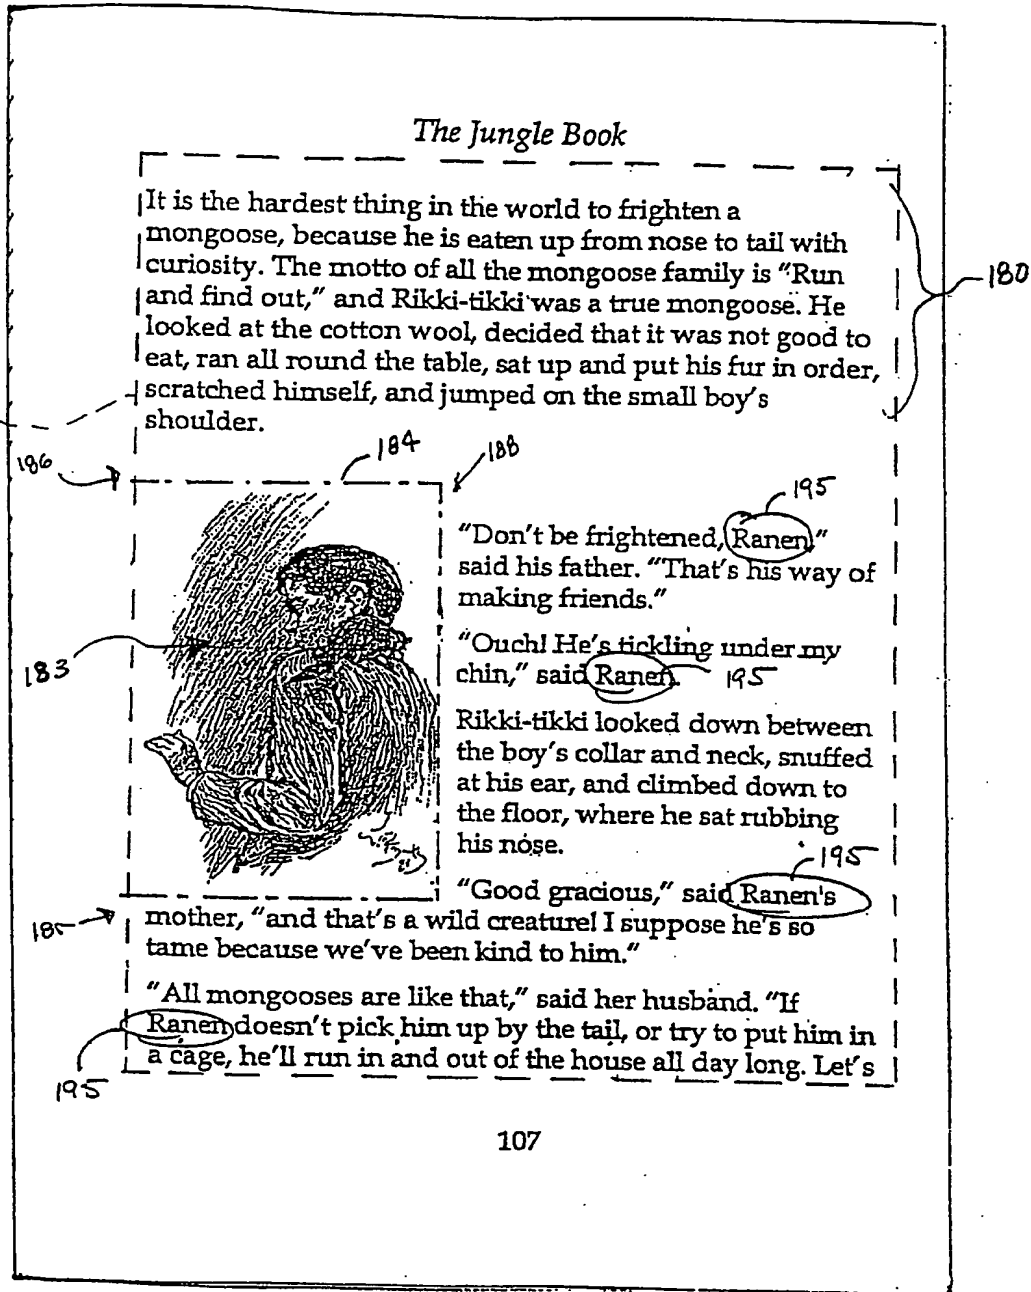 The Jungle Book
It is the hardest thing in the world to frighten a
mongoose, because he is eaten up from nose to tail with
curiosity. The motto of all the mongoose family is "Run
and find out," and Rikki-tikki was a true mongoose. He
looked at the cotton wool, decided that it was not good to
eat, ran all round the table, sat up and put his fur in order,
scratched himself, and jumped on the small boy's
shoulder.
180
186
184
188
195
"Don't be frightened, Ranen,"
said his father. "That's his way of
making friends."
"Ouch! He's tickling under my
chin," said Ranen.
195
183
Rikki-tikki looked down between
the boy's collar and neck, snuffed
at his ear, and climbed down to
the floor, where he sat rubbing
his nose.
195
"Good gracious," said Ranen's
mother, "and that's a wild creature! I suppose he's so
tame because we've been kind to him."
"All mongooses are like that," said her husband. "If
Ranen doesn't pick him up by the tail, or try to put him in
a cage, he'll run in and out of the house all day long. Let's
195
107